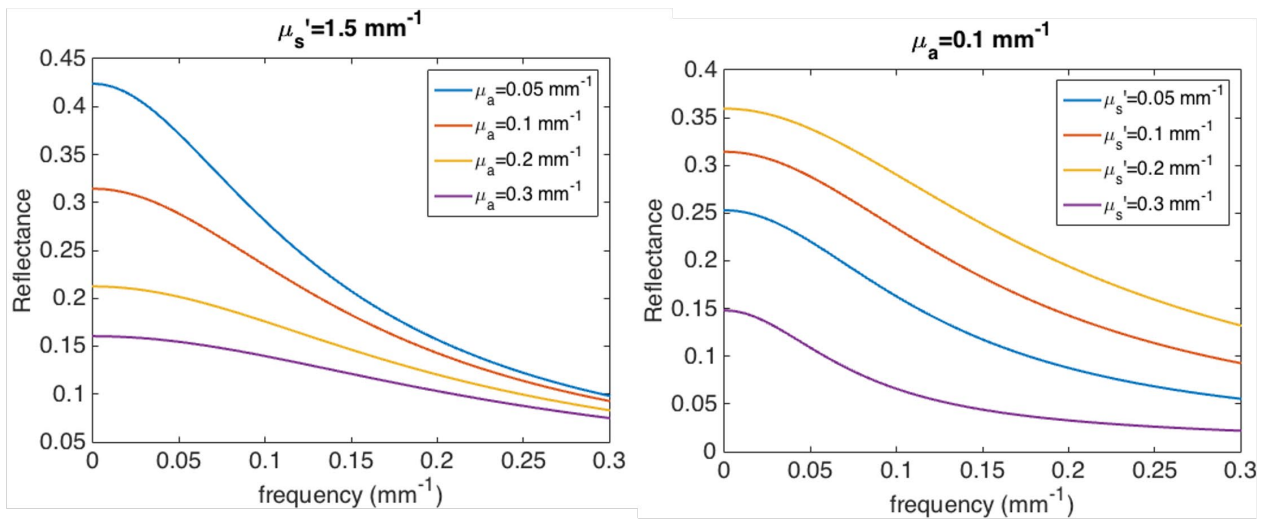 μs'=1.5 mm-1
0.45
0.4
0.35
0.3
0.25
0.2
0.15
0.1
0.05
Reflectance
μa=0.05 mm-1
μa=0.1 mm-1
μa=0.2 mm-1
μa=0.3 mm-1
0 0.05 0.1 0.15 0.2 0.25 0.3
frequency (mm-1)
μa=0.1 mm-1
0.4
0.35
0.3
0.25
0.2
0.15
0.1
0.05
0
Reflectance
μs'=0.05 mm-1
μs'=0.1 mm-1
μs'=0.2 mm-1
μs'=0.3 mm-1
0 0.05 0.1 0.15 0.2 0.25 0.3
frequency (mm-1)